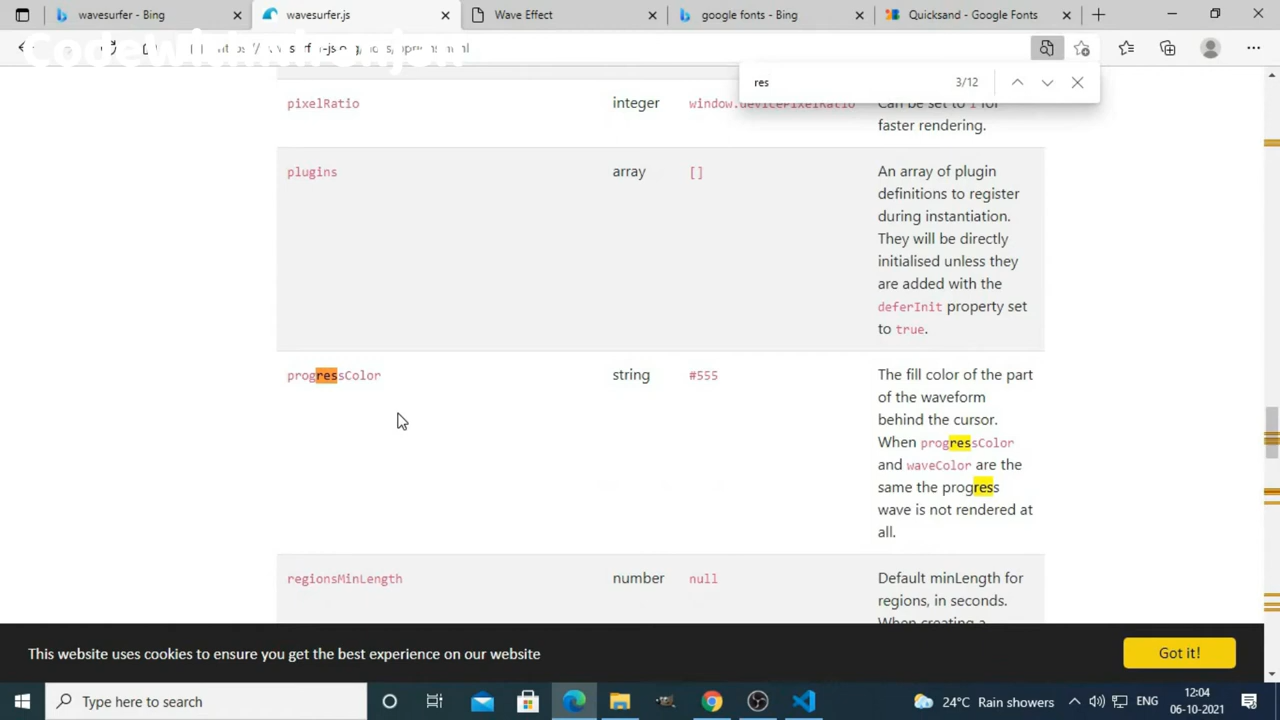 wavesurfer - Bing
wavesurfer.js
Wave Effect
google fonts - Bing
Quicksand - Google Fonts
res
3/12
pixelRatio integer window.devicePixelRatio Can be set to 1 for
faster rendering.
plugins array [] An array of plugin
definitions to register
during instantiation.
They will be directly
initialised unless they
are added with the
deferInit property set
to true.
progressColor string #555 The fill color of the part
of the waveform
behind the cursor.
When progressColor
and waveColor are the
same the progress
wave is not rendered at
all.
regionsMinLength number null Default minLength for
regions, in seconds.
When creating a
This website uses cookies to ensure you get the best experience on our website
Got it!
Type here to search
24°C Rain showers
ENG
12:04
06-10-2021